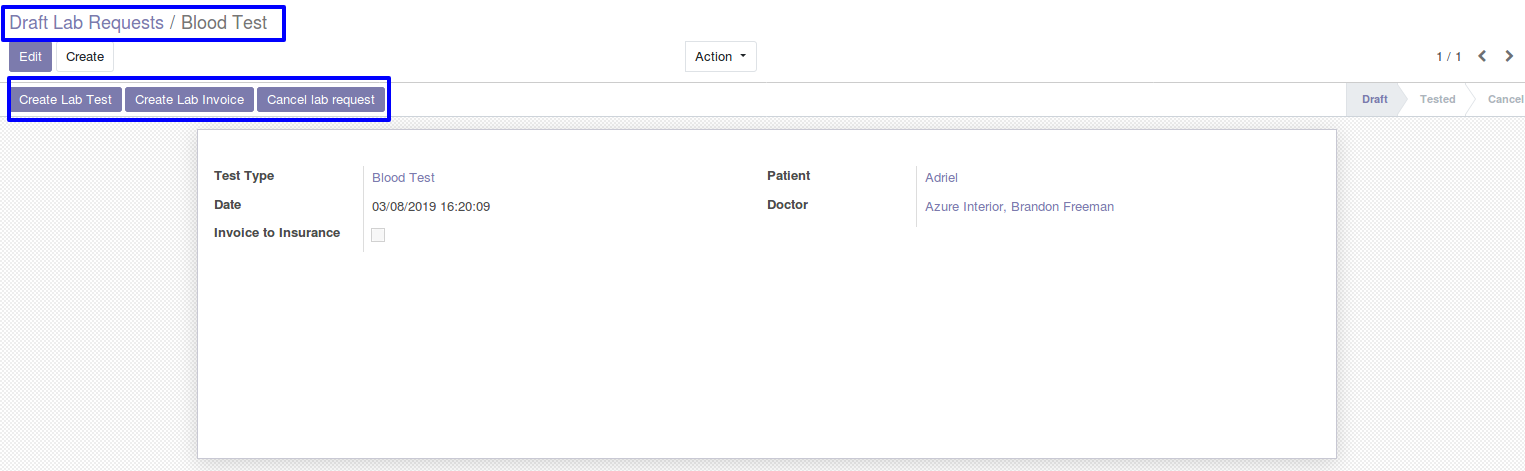 Draft Lab Requests / Blood Test
Edit Create Action 1 / 1
Create Lab Test Create Lab Invoice Cancel lab request Draft Tested Cancel
Test Type Blood Test Patient Adriel
Date 03/08/2019 16:20:09 Doctor Azure Interior, Brandon Freeman
Invoice to Insurance